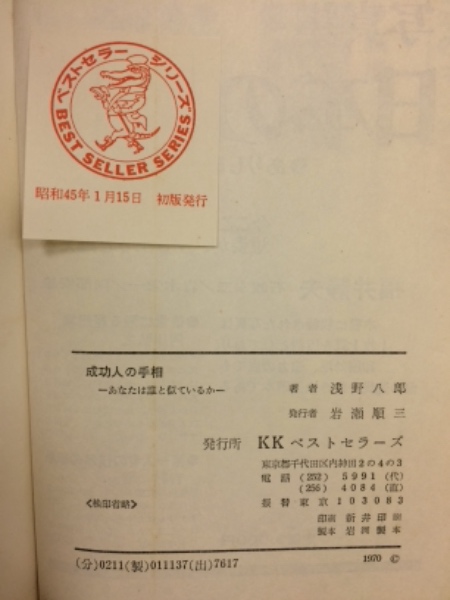 ベストセラー シリーズ
BEST SELLER SERIES
昭和45年1月15日 初版発行
成功人の手相
—あなたは誰と似ているか—
著者 浅野八郎
発行者 岩瀬順三
発行所 KKベストセラーズ
東京都千代田区内神田2の4の3
電話 (252) 5991 (代)
(256) 4084 (直)
振替東京 103083
〈検印省略〉
印刷 新井印刷
製本 岩岡製本
(分)0211(製)011137(出)7617
1970 ©